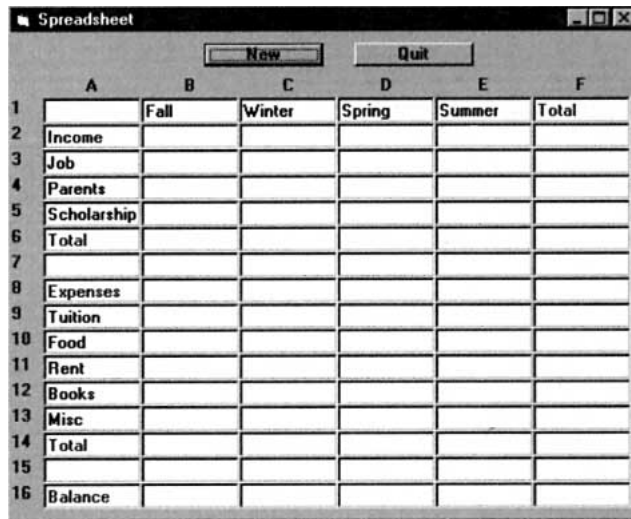 Spreadsheet
New Quit
A B C D E F
1 Fall Winter Spring Summer Total
2 Income
3 Job
4 Parents
5 Scholarship
6 Total
7
8 Expenses
9 Tuition
10 Food
11 Rent
12 Books
13 Misc
14 Total
15
16 Balance